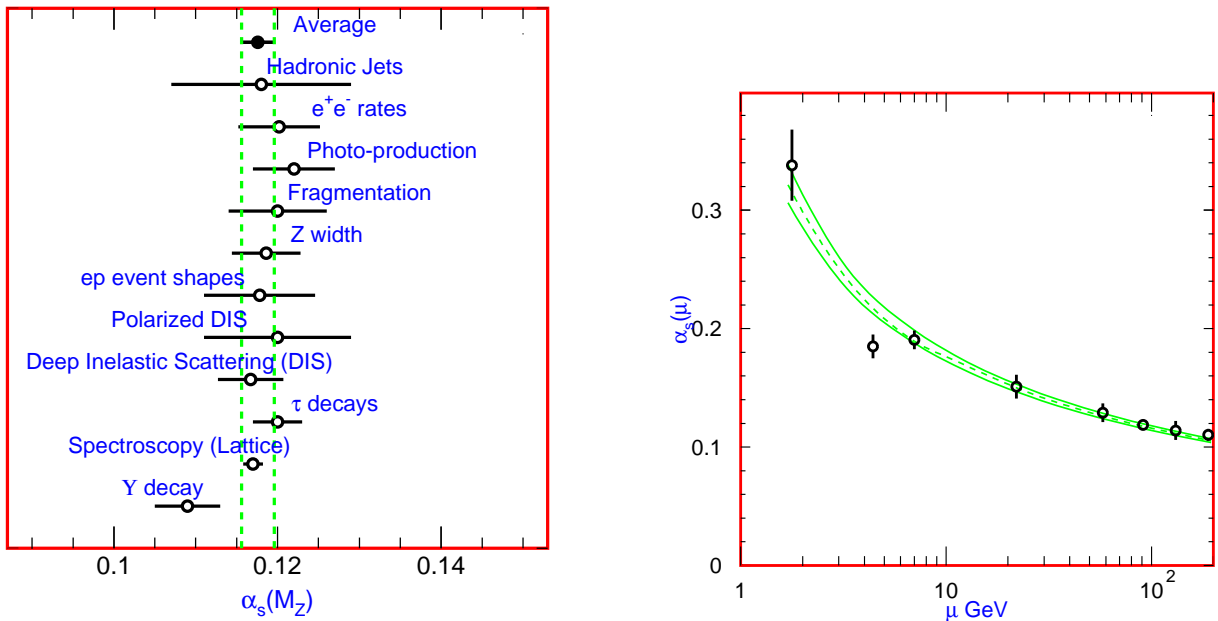 Average
Hadronic Jets
e⁺e⁻ rates
Photo-production
Fragmentation
Z width
ep event shapes
Polarized DIS
Deep Inelastic Scattering (DIS)
τ decays
Spectroscopy (Lattice)
Υ decay
0.1 0.12 0.14
αₛ(M_Z)
0.3
0.2
0.1
0
αₛ(μ)
1 10 10²
μ GeV